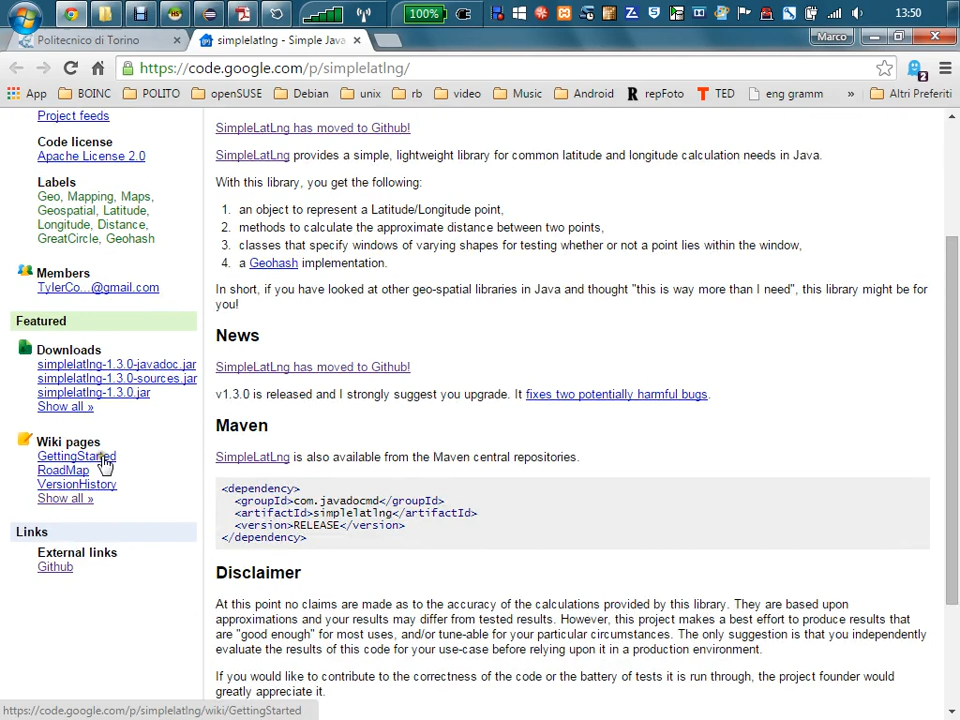 100%
13:50
Politecnico di Torino
simplelatlng - Simple Java
Marco
https://code.google.com/p/simplelatlng/
2
App
BOINC
POLITO
openSUSE
Debian
unix
rb
video
Music
Android
R repFoto
T TED
eng gramm
»
Altri Preferiti
Project feeds
Code license
Apache License 2.0
Labels
Geo, Mapping, Maps,
Geospatial, Latitude,
Longitude, Distance,
GreatCircle, Geohash
Members
TylerCo...@gmail.com
Featured
Downloads
simplelatlng-1.3.0-javadoc.jar
simplelatlng-1.3.0-sources.jar
simplelatlng-1.3.0.jar
Show all »
Wiki pages
GettingStarted
RoadMap
VersionHistory
Show all »
Links
External links
Github
SimpleLatLng has moved to Github!
SimpleLatLng provides a simple, lightweight library for common latitude and longitude calculation needs in Java.
With this library, you get the following:
1. an object to represent a Latitude/Longitude point,
2. methods to calculate the approximate distance between two points,
3. classes that specify windows of varying shapes for testing whether or not a point lies within the window,
4. a Geohash implementation.
In short, if you have looked at other geo-spatial libraries in Java and thought "this is way more than I need", this library might be for
you!
News
SimpleLatLng has moved to Github!
v1.3.0 is released and I strongly suggest you upgrade. It fixes two potentially harmful bugs.
Maven
SimpleLatLng is also available from the Maven central repositories.
<dependency>
<groupId>com.javadocmd</groupId>
<artifactId>simplelatlng</artifactId>
<version>RELEASE</version>
</dependency>
Disclaimer
At this point no claims are made as to the accuracy of the calculations provided by this library. They are based upon
approximations and your results may differ from tested results. However, this project makes a best effort to produce results that
are "good enough" for most uses, and/or tune-able for your particular circumstances. The only suggestion is that you independently
evaluate the results of this code for your use-case before relying upon it in a production environment.
If you would like to contribute to the correctness of the code or the battery of tests it is run through, the project founder would
greatly appreciate it.
https://code.google.com/p/simplelatlng/wiki/GettingStarted